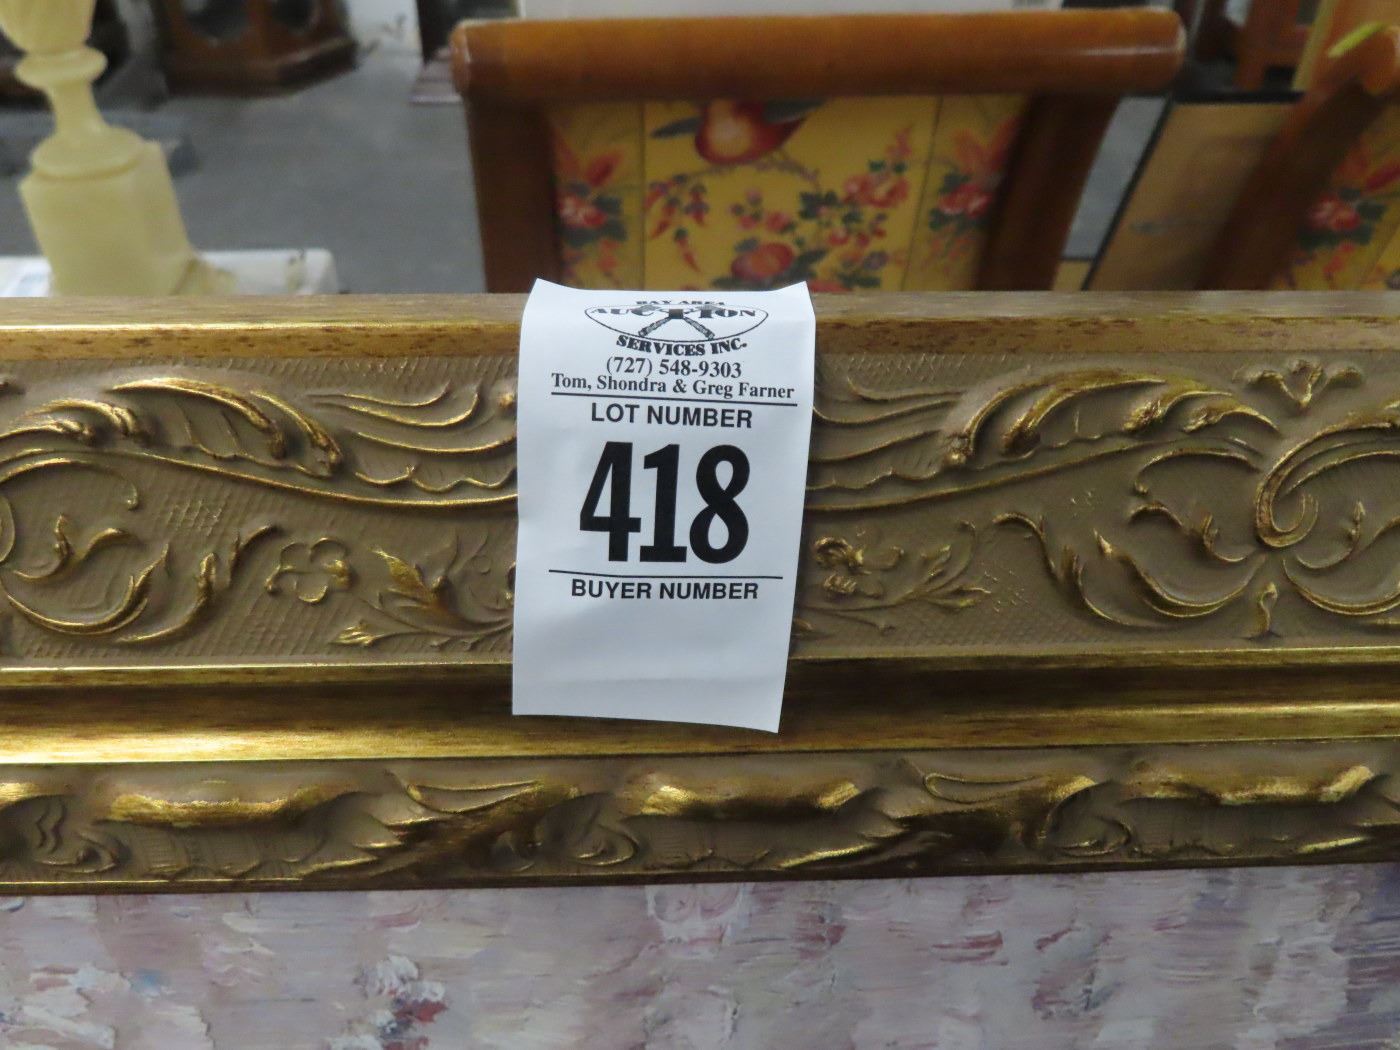 BAY AREA
AUCTION
SERVICES INC.
(727) 548-9303
Tom, Shondra & Greg Farner
LOT NUMBER
418
BUYER NUMBER